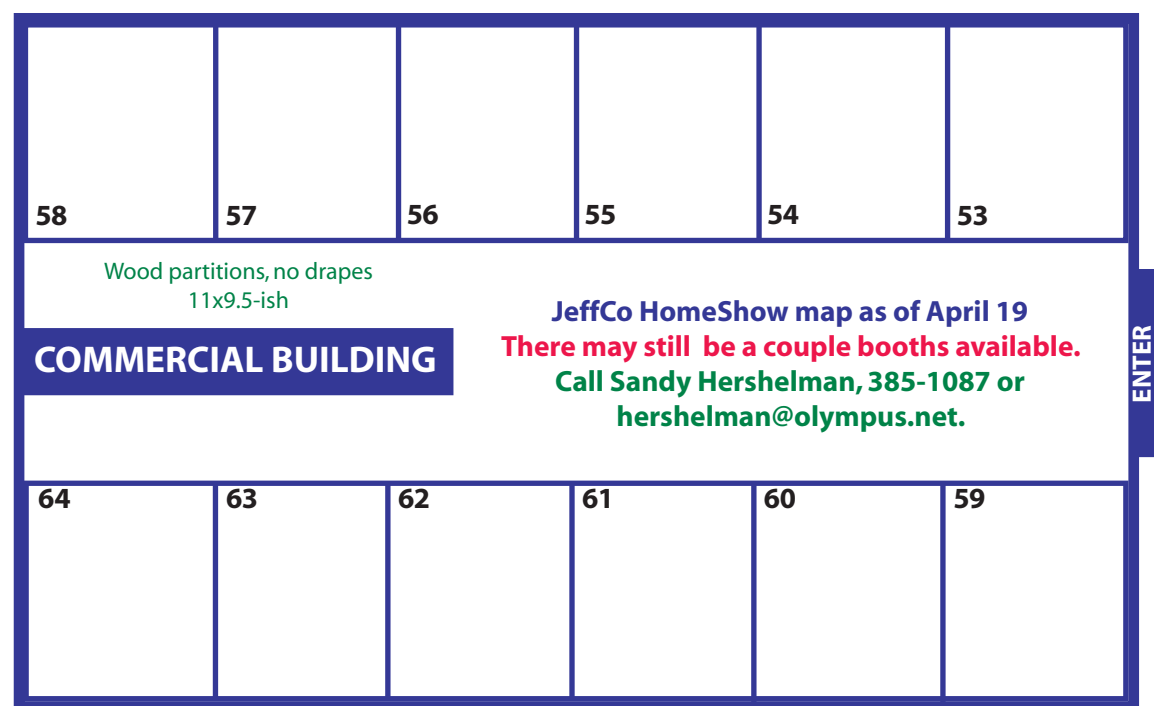 58 57 56 55 54 53
Wood partitions, no drapes
11x9.5-ish
COMMERCIAL BUILDING
JeffCo HomeShow map as of April 19
There may still be a couple booths available.
Call Sandy Hershelman, 385-1087 or
hershelman@olympus.net.
ENTER
64 63 62 61 60 59